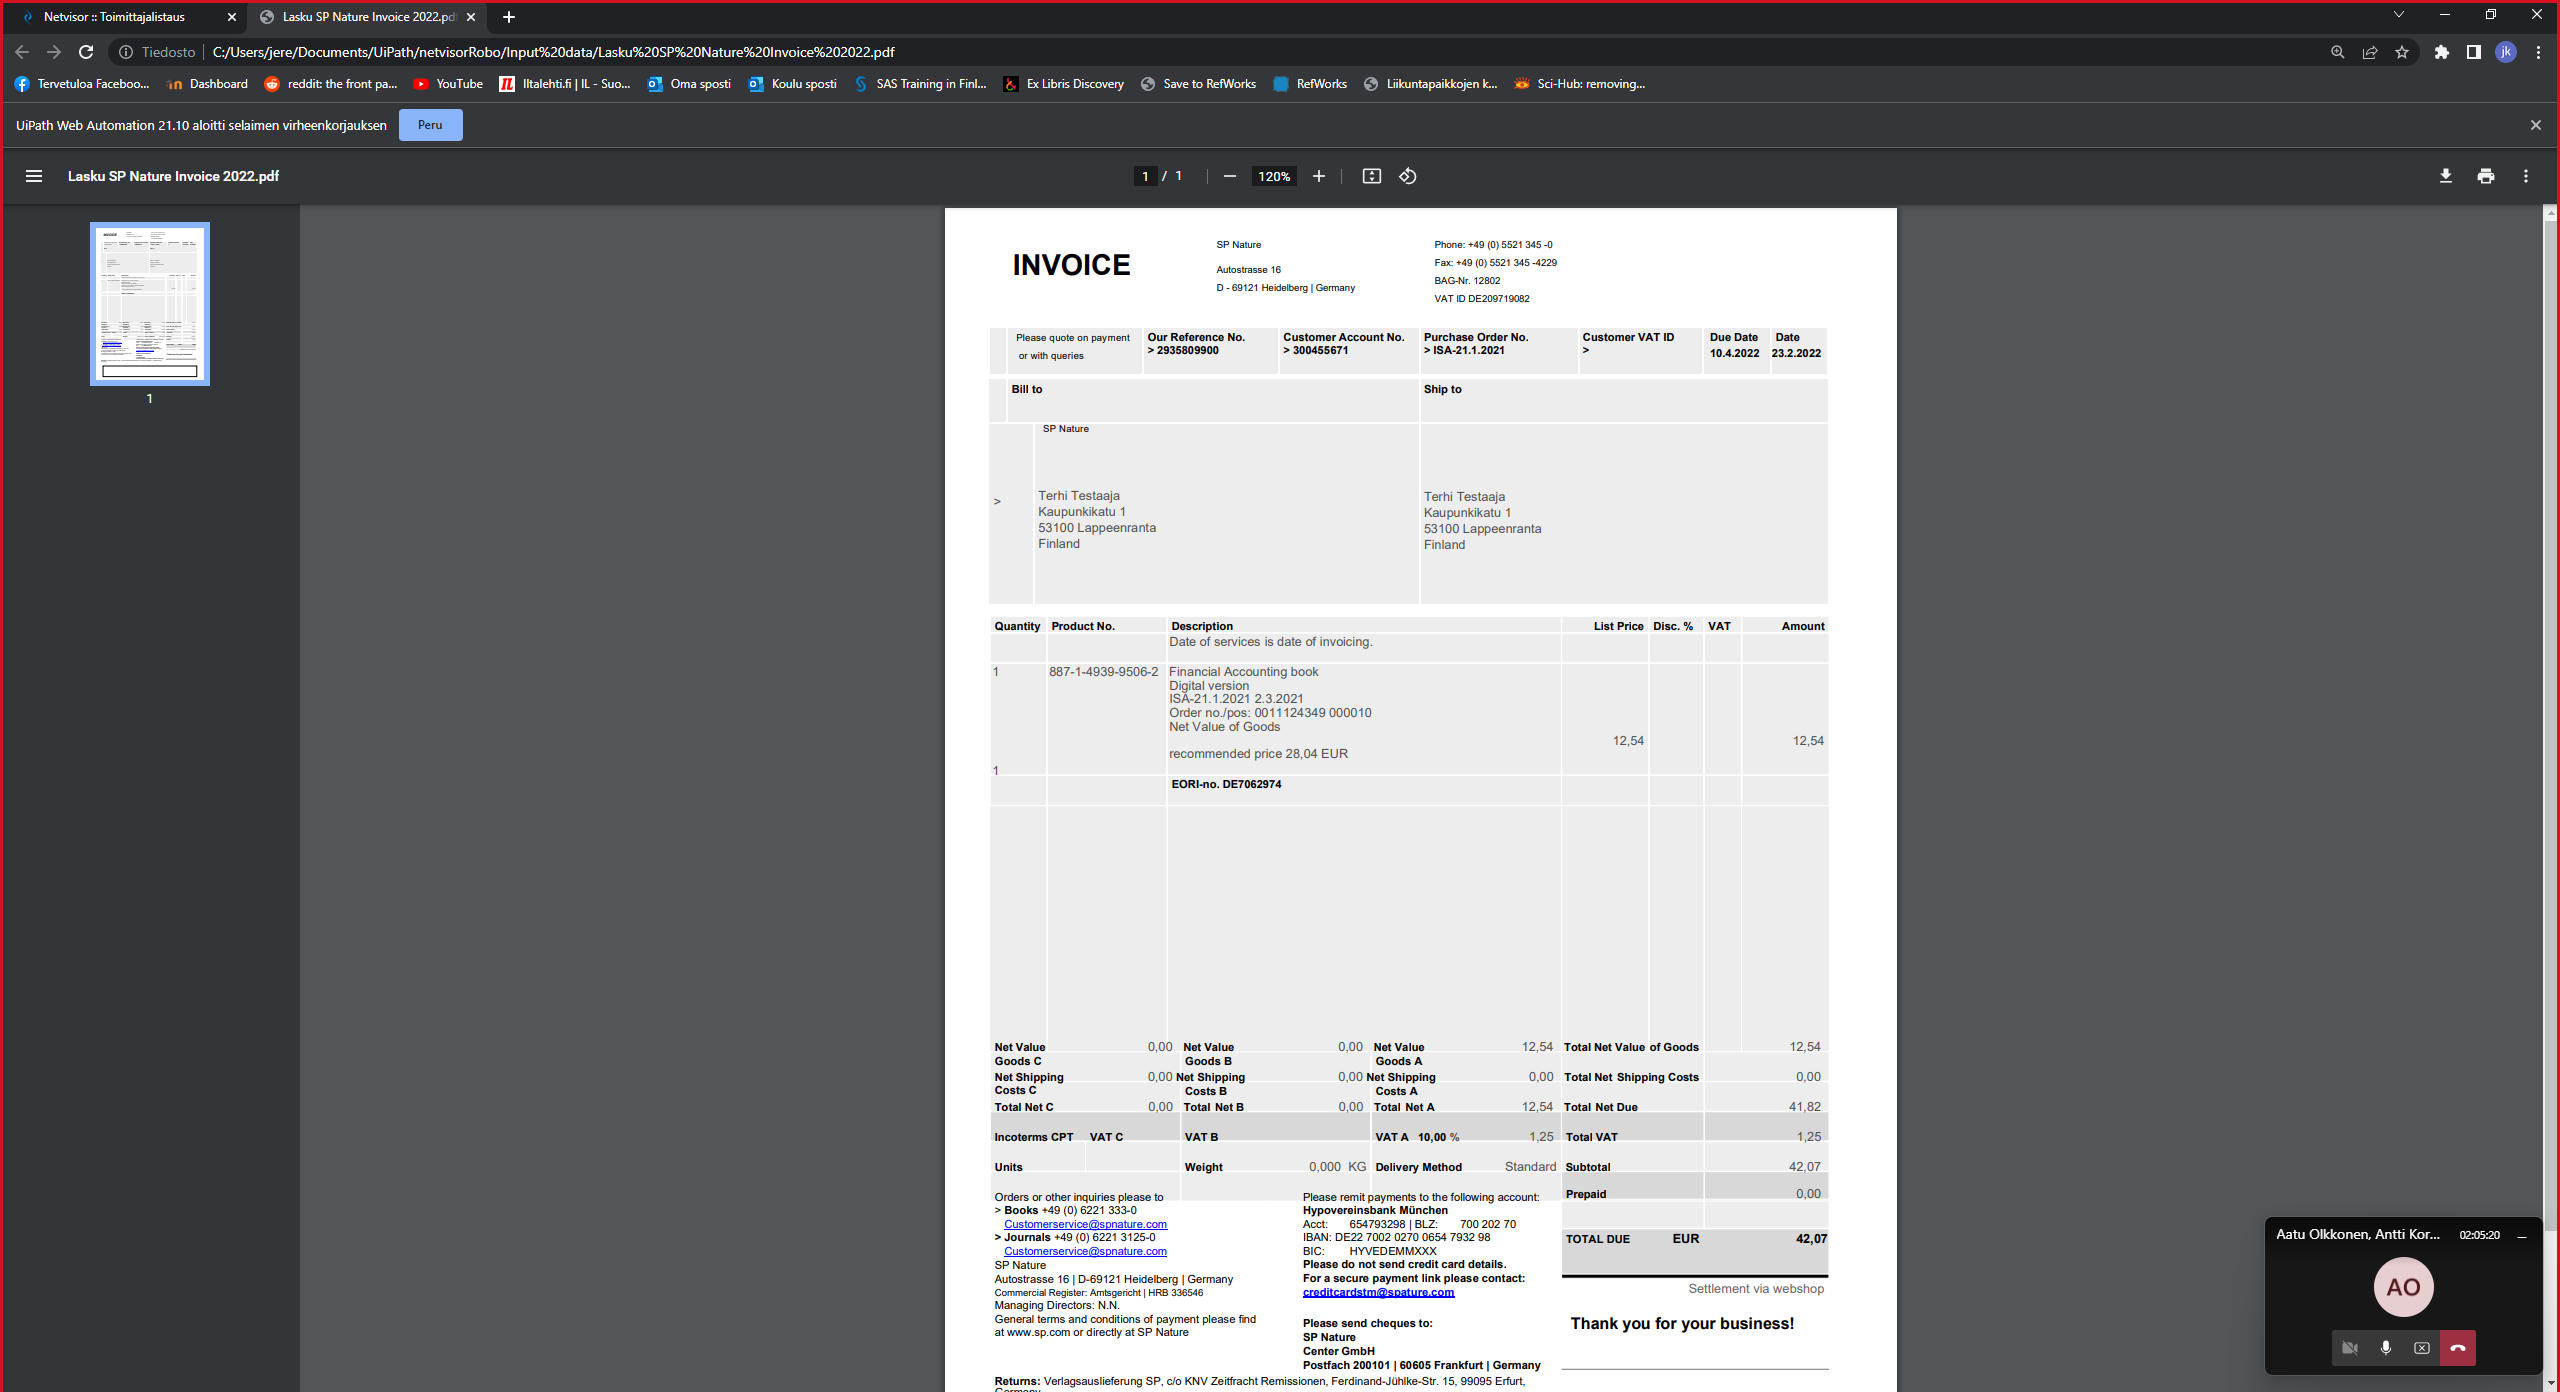 Netvisor :: Toimittajalistaus
Lasku SP Nature Invoice 2022.pd
Tiedosto
C:/Users/jere/Documents/UiPath/netvisorRobo/Input%20data/Lasku%20SP%20Nature%20Invoice%202022.pdf
jk
Tervetuloa Faceboo... Dashboard reddit: the front pa... YouTube Iltalehti.fi | IL - Suo... Oma sposti Koulu sposti SAS Training in Finl... Ex Libris Discovery Save to RefWorks RefWorks Liikuntapaikkojen k... Sci-Hub: removing...
UiPath Web Automation 21.10 aloitti selaimen virheenkorjauksen Peru
Lasku SP Nature Invoice 2022.pdf
1 / 1
120%
1
INVOICE
SP Nature
Autostrasse 16
D - 69121 Heidelberg | Germany
Phone: +49 (0) 5521 345 -0
Fax: +49 (0) 5521 345 -4229
BAG-Nr. 12802
VAT ID DE209719082
Please quote on payment
or with queries
Our Reference No.
> 2935809900
Customer Account No.
> 300455671
Purchase Order No.
> ISA-21.1.2021
Customer VAT ID
>
Due Date
10.4.2022
Date
23.2.2022
Bill to
Ship to
SP Nature
>
Terhi Testaaja
Kaupunkikatu 1
53100 Lappeenranta
Finland
Terhi Testaaja
Kaupunkikatu 1
53100 Lappeenranta
Finland
Quantity Product No. Description List Price Disc. % VAT Amount
Date of services is date of invoicing.
1 887-1-4939-9506-2 Financial Accounting book
Digital version
ISA-21.1.2021 2.3.2021
Order no./pos: 0011124349 000010
Net Value of Goods
12,54 12,54
recommended price 28,04 EUR
1
EORI-no. DE7062974
Net Value 0,00 Net Value 0,00 Net Value 12,54 Total Net Value of Goods 12,54
Goods C Goods B Goods A
Net Shipping 0,00 Net Shipping 0,00 Net Shipping 0,00 Total Net Shipping Costs 0,00
Costs C Costs B Costs A
Total Net C 0,00 Total Net B 0,00 Total Net A 12,54 Total Net Due 41,82
Incoterms CPT VAT C VAT B VAT A 10,00 % 1,25 Total VAT 1,25
Units Weight 0,000 KG Delivery Method Standard Subtotal 42,07
Prepaid 0,00
TOTAL DUE EUR 42,07
Settlement via webshop
Thank you for your business!
Orders or other inquiries please to
> Books +49 (0) 6221 333-0
Customerservice@spnature.com
> Journals +49 (0) 6221 3125-0
Customerservice@spnature.com
SP Nature
Autostrasse 16 | D-69121 Heidelberg | Germany
Commercial Register: Amtsgericht | HRB 336546
Managing Directors: N.N.
General terms and conditions of payment please find
at www.sp.com or directly at SP Nature
Please remit payments to the following account:
Hypovereinsbank München
Acct: 654793298 | BLZ: 700 202 70
IBAN: DE22 7002 0270 0654 7932 98
BIC: HYVEDEMMXXX
Please do not send credit card details.
For a secure payment link please contact:
creditcardstm@spature.com
Please send cheques to:
SP Nature
Center GmbH
Postfach 200101 | 60605 Frankfurt | Germany
Returns: Verlagsauslieferung SP, c/o KNV Zeitfracht Remissionen, Ferdinand-Jühlke-Str. 15, 99095 Erfurt,
Germany
Aatu Olkkonen, Antti Kor... 02:05:20
AO